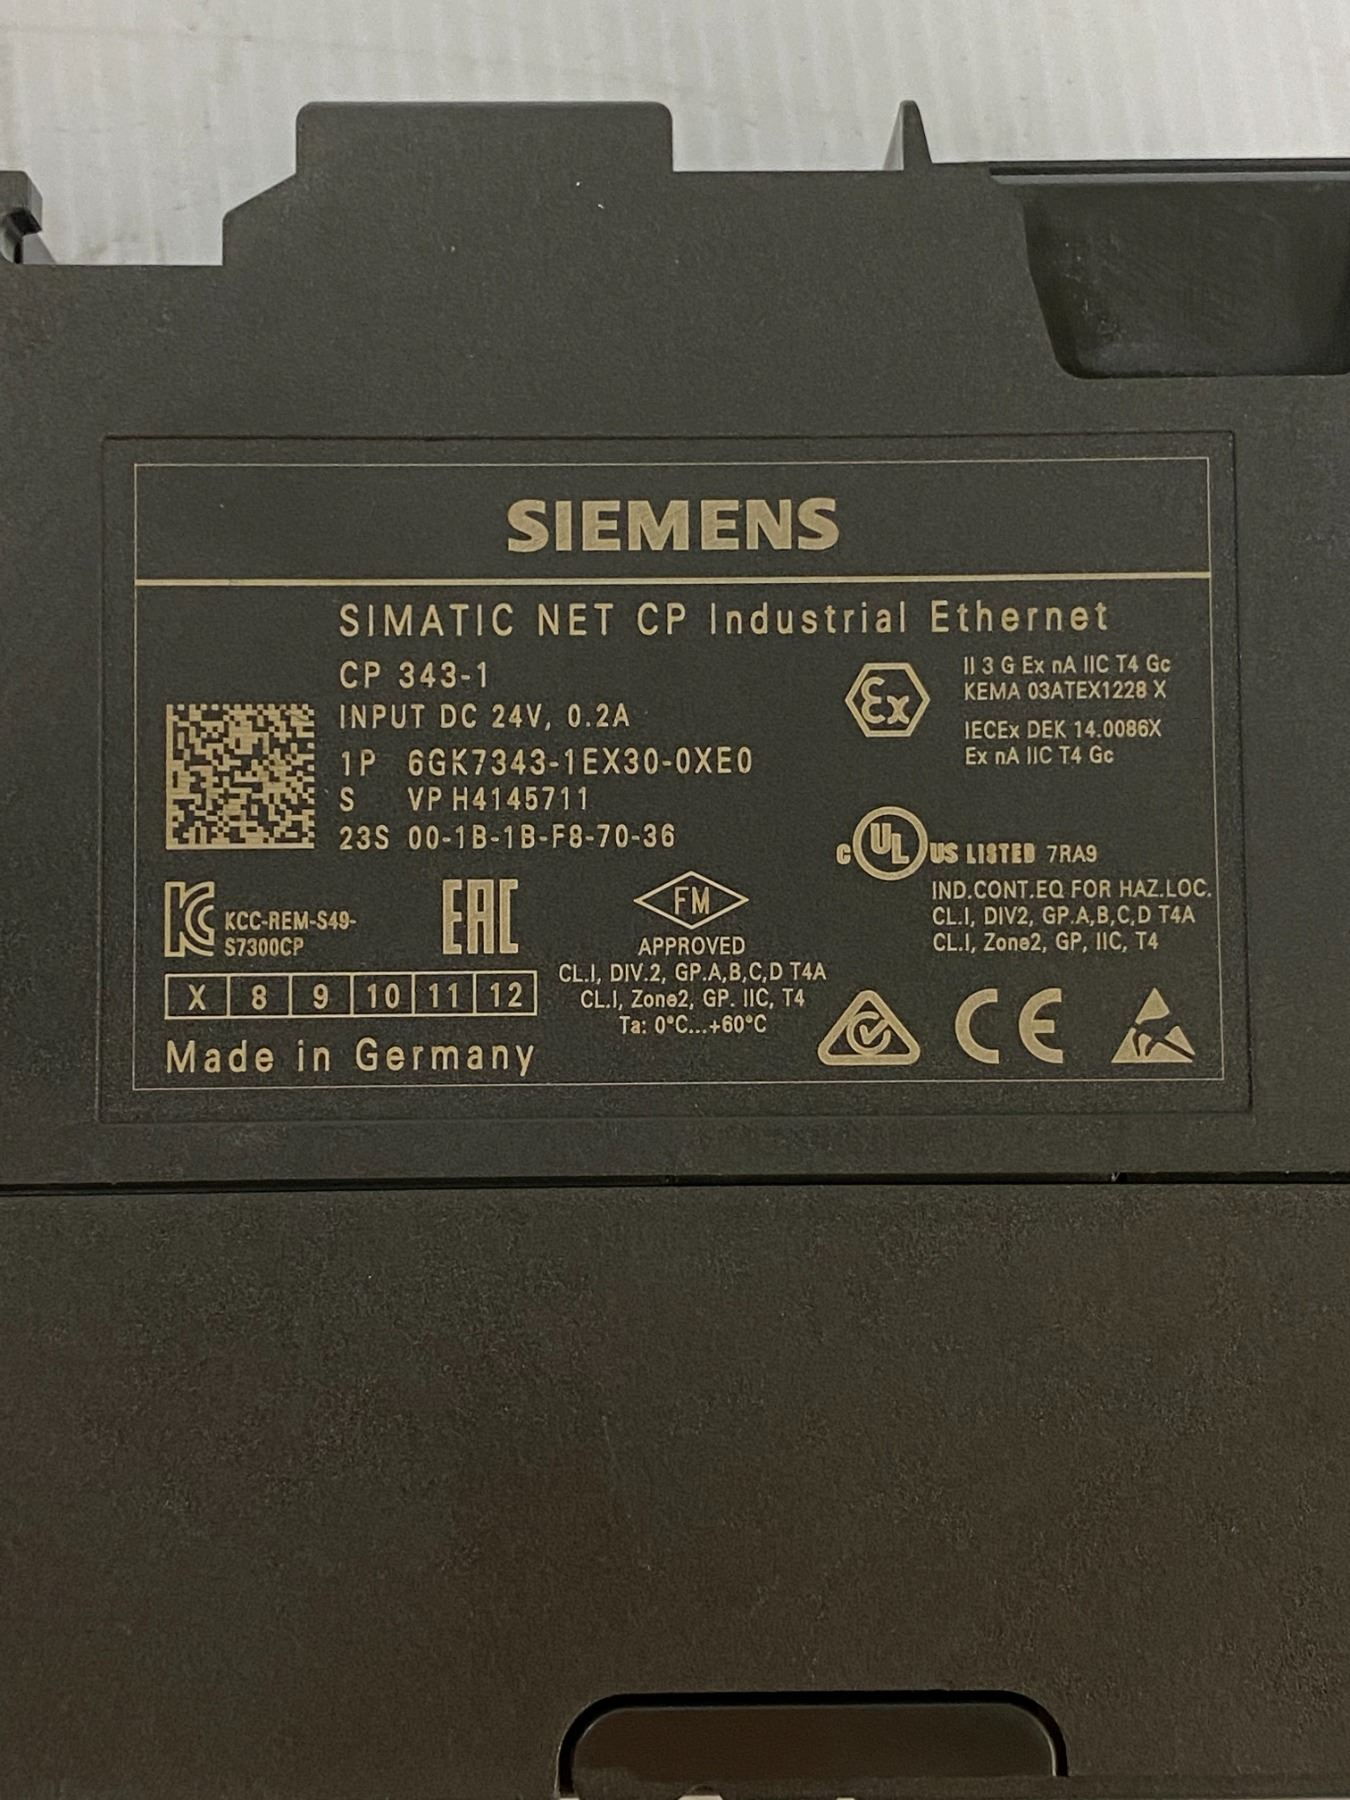 SIEMENS
SIMATIC NET CP Industrial Ethernet
CP 343-1
INPUT DC 24V, 0.2A
1P 6GK7343-1EX30-0XE0
S VP H4145711
23S 00-1B-1B-F8-70-36
Ex
II 3 G Ex nA IIC T4 Gc
KEMA 03ATEX1228 X
IECEx DEK 14.0086X
Ex nA IIC T4 Gc
C UL US LISTED 7RA9
IND.CONT.EQ FOR HAZ.LOC.
CL.I, DIV2, GP.A,B,C,D T4A
CL.I, Zone2, GP, IIC, T4
KC KCC-REM-S49-
S7300CP
EAC
FM
APPROVED
CL.I, DIV.2, GP.A,B,C,D T4A
CL.I, Zone2, GP. IIC, T4
Ta: 0°C...+60°C
X 8 9 10 11 12
Made in Germany
CE